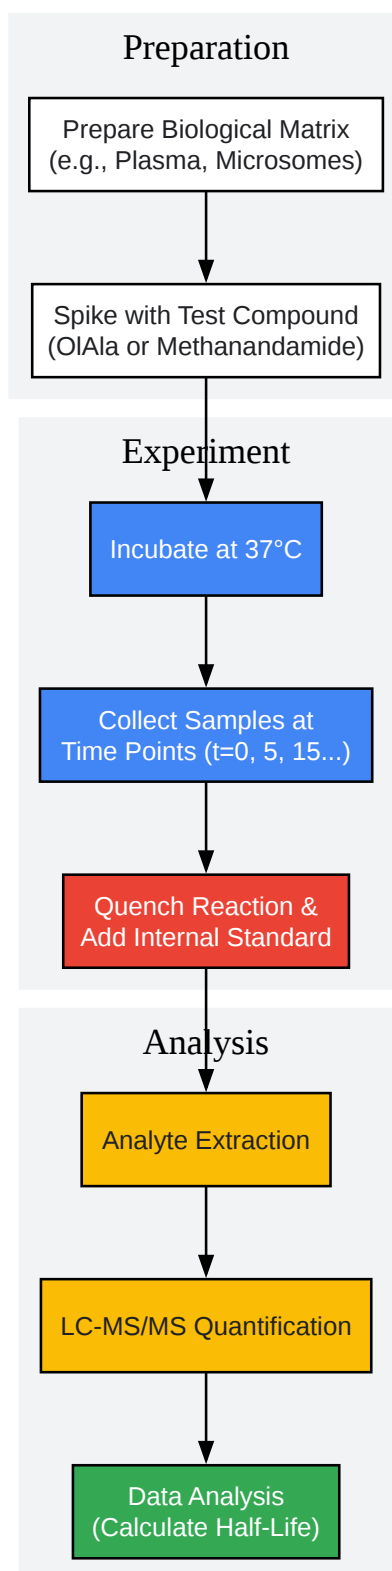 Preparation
Prepare Biological Matrix
(e.g., Plasma, Microsomes)
Spike with Test Compound
(OlAla or Methanandamide)
Experiment
Incubate at 37°C
Collect Samples at
Time Points (t=0, 5, 15...)
Quench Reaction &
Add Internal Standard
Analysis
Analyte Extraction
LC-MS/MS Quantification
Data Analysis
(Calculate Half-Life)